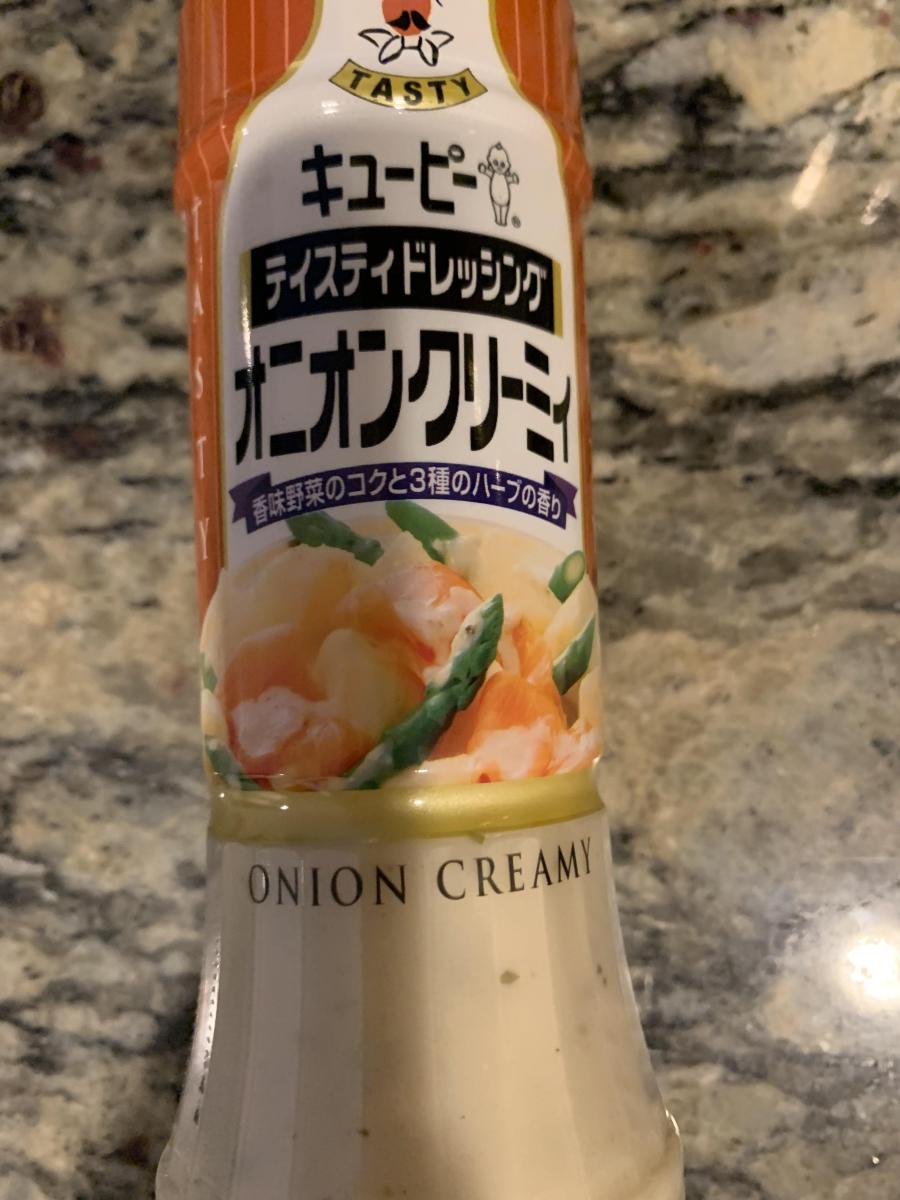 TASTY
キューピー
®
テイスティドレッシング
オニオンクリーミィ
香味野菜のコクと3種のハーブの香り
TASTY
ONION CREAMY